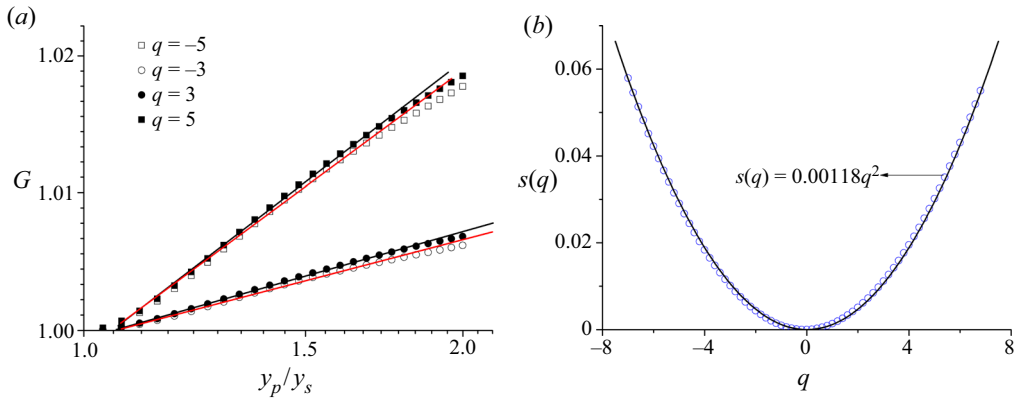 (a)
1.02
1.01
1.00
G
q = –5
q = –3
q = 3
q = 5
1.0
1.5
2.0
y_p/y_s
(b)
0.06
0.04
0.02
0
s(q)
s(q) = 0.00118q²
–8
–4
0
4
8
q